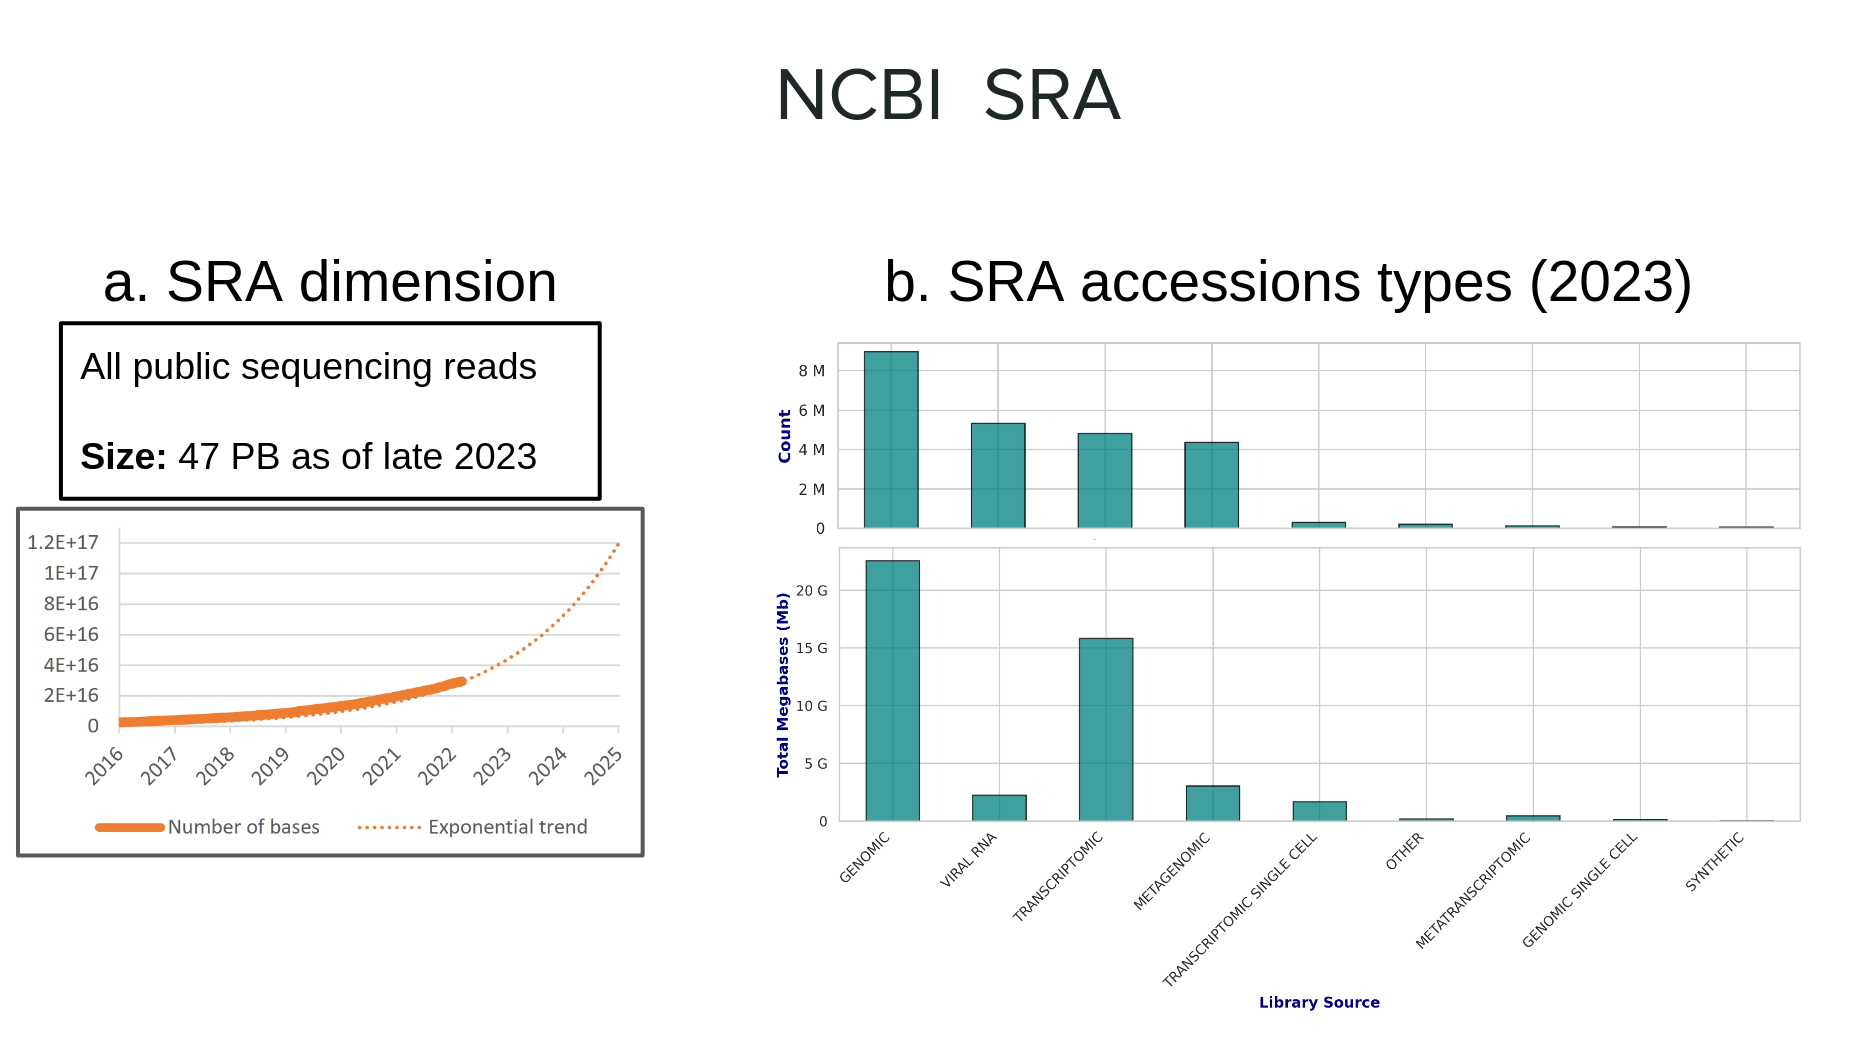 NCBI SRA
a. SRA dimension
All public sequencing reads
Size: 47 PB as of late 2023
1.2E+17
1E+17
8E+16
6E+16
4E+16
2E+16
0
2016
2017
2018
2019
2020
2021
2022
2023
2024
2025
Number of bases
Exponential trend
b. SRA accessions types (2023)
Count
8 M
6 M
4 M
2 M
0
Total Megabases (Mb)
20 G
15 G
10 G
5 G
0
GENOMIC
VIRAL RNA
TRANSCRIPTOMIC
METAGENOMIC
TRANSCRIPTOMIC SINGLE CELL
OTHER
METATRANSCRIPTOMIC
GENOMIC SINGLE CELL
SYNTHETIC
Library Source